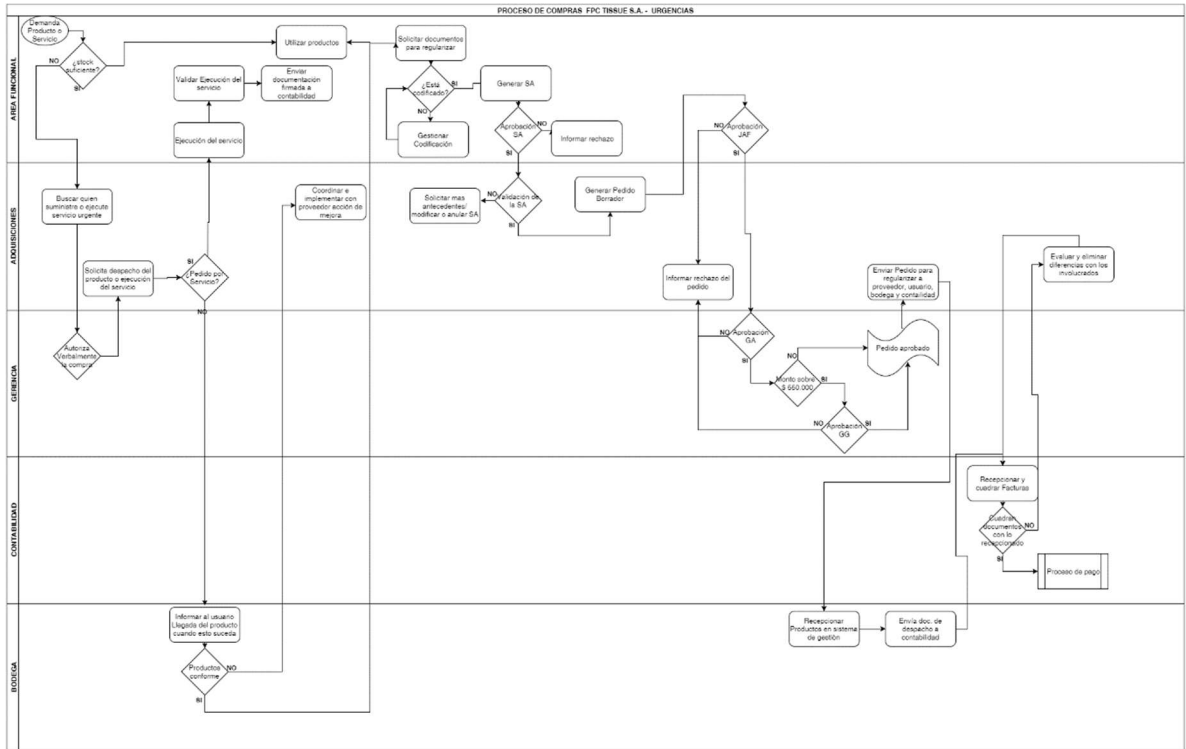 PROCESO DE COMPRAS FPC TISSUE S.A. - URGENCIAS
AREA FUNCIONAL
Demanda
Producto o
Servicio
¿stock
suficiente?
NO
SI
Utilizar productos
Validar Ejecución del
servicio
Enviar
documentación
firmada a
contabilidad
Ejecución del servicio
Solicitar documentos
para regularizar
¿Está
codificado?
SI
NO
Gestionar
Codificación
Generar SA
Aprobación
SA
NO
SI
Informar rechazo
Aprobación
JAF
NO
SI
ADQUISICIONES
Buscar quien
suministra o ejecute
servicio urgente
Solicite despacho del
producto o ejecución
del servicio
¿Pedido por
Servicio?
SI
NO
Coordinar e
implementar con
proveedor acción de
mejora
Solicitar mas
antecedentes/
modificar o anular SA
NO
Validación de
la SA
SI
Generar Pedido
Borrador
Informar rechazo del
pedido
Enviar Pedido para
regularizar a
proveedor, usuario,
bodega y contailidad
Evaluar y eliminar
diferencias con los
involucrados
GERENCIA
Autoriza
Verbalmente
la compra
Aprobación
GA
NO
SI
Monto sobre
$ 660.000
NO
SI
Aprobación
GG
NO
SI
Pedido aprobado
CONTABILIDAD
Recepcionar y
cuadrar Facturas
Cuadran
documentos
con lo
recepcionado
NO
SI
Proceso de pago
BODEGA
Informar al usuario
Llegada del producto
cuando esto suceda
Productos
conforme
NO
SI
Recepcionar
Productos en sistema
de gestión
Envía doc. de
despacho a
contabilidad